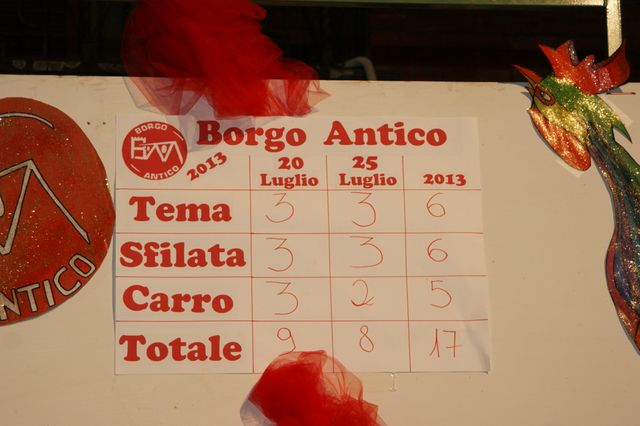 BORGO
ANTICO
Borgo Antico
2013
20 Luglio 25 Luglio 2013
Tema 3 3 6
Sfilata 3 3 6
Carro 3 2 5
Totale 9 8 17
ANTICO